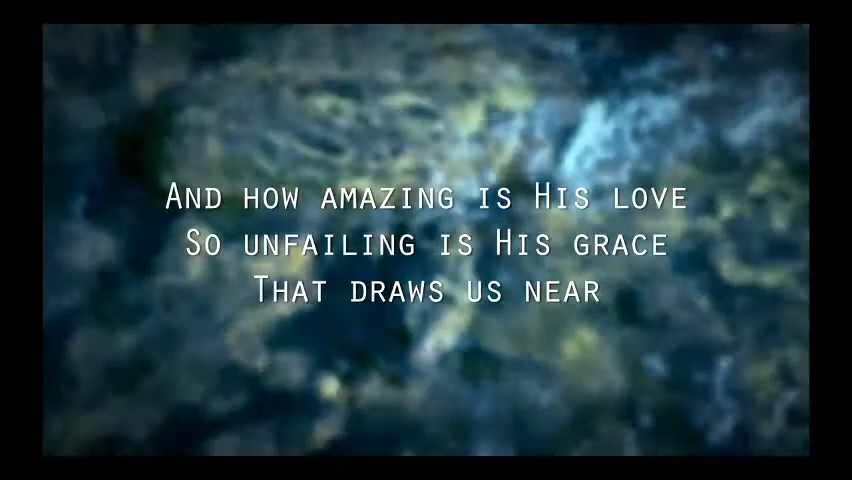 And how amazing is His love
So unfailing is His grace
That draws us near